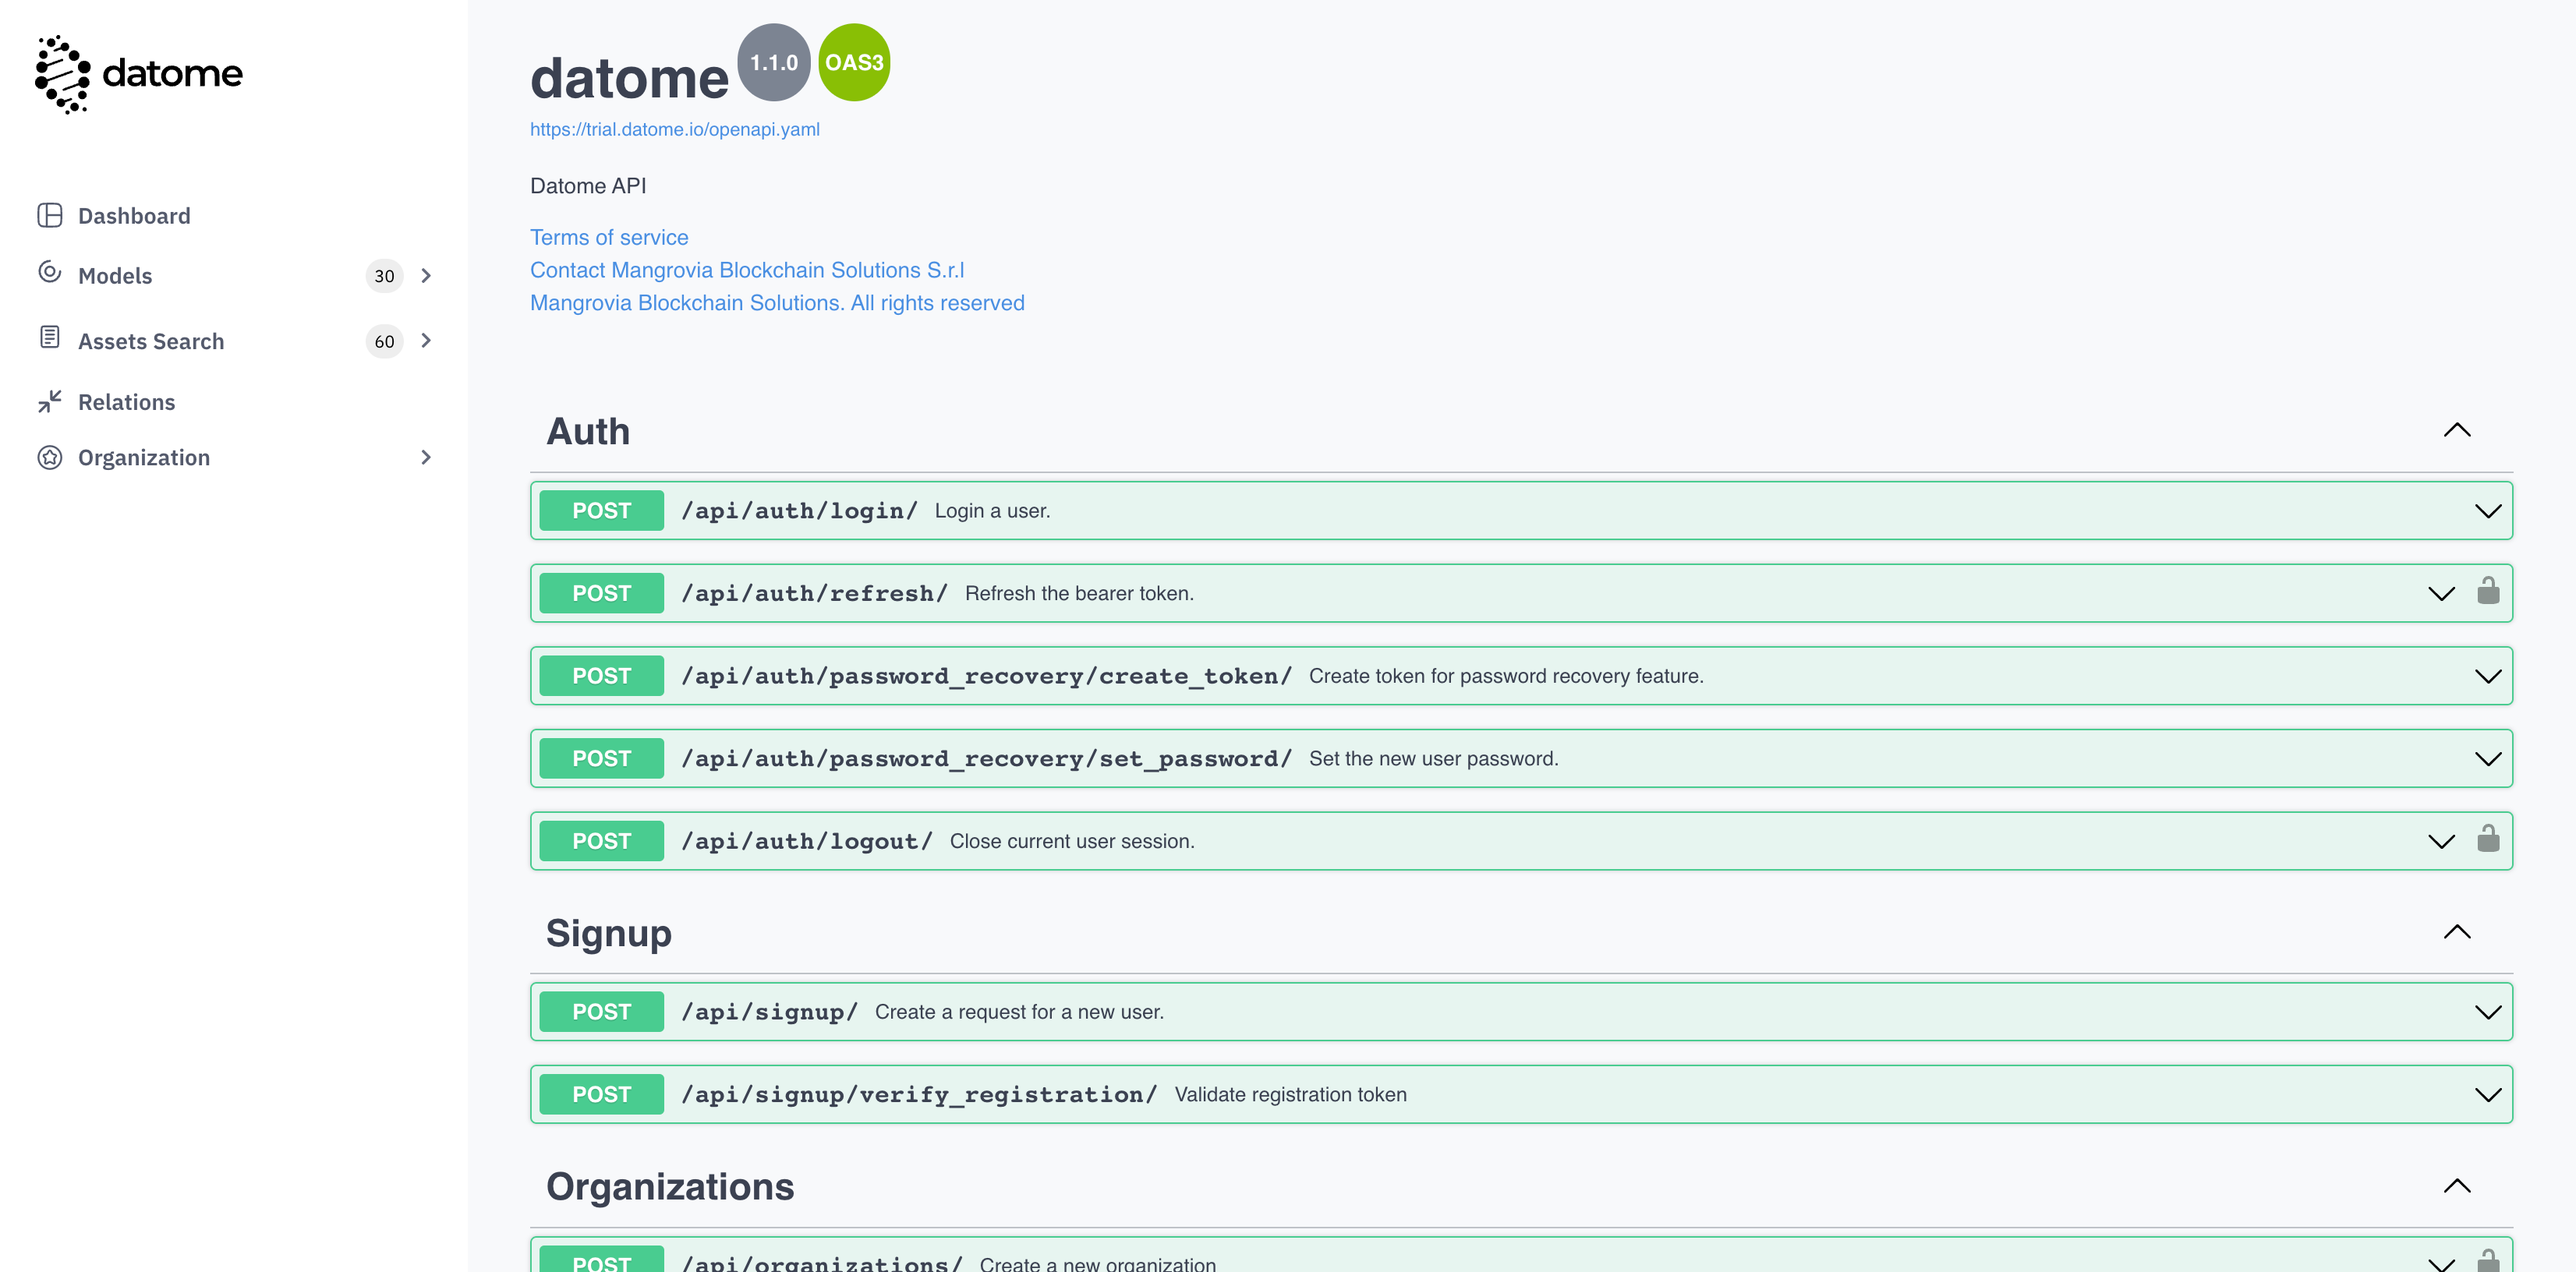 datome
Dashboard
Models 30
Assets Search 60
Relations
Organization
datome 1.1.0 OAS3
https://trial.datome.io/openapi.yaml
Datome API
Terms of service
Contact Mangrovia Blockchain Solutions S.r.l
Mangrovia Blockchain Solutions. All rights reserved
Auth
POST /api/auth/login/ Login a user.
POST /api/auth/refresh/ Refresh the bearer token.
POST /api/auth/password_recovery/create_token/ Create token for password recovery feature.
POST /api/auth/password_recovery/set_password/ Set the new user password.
POST /api/auth/logout/ Close current user session.
Signup
POST /api/signup/ Create a request for a new user.
POST /api/signup/verify_registration/ Validate registration token
Organizations
POST /api/organizations/ Create a new organization